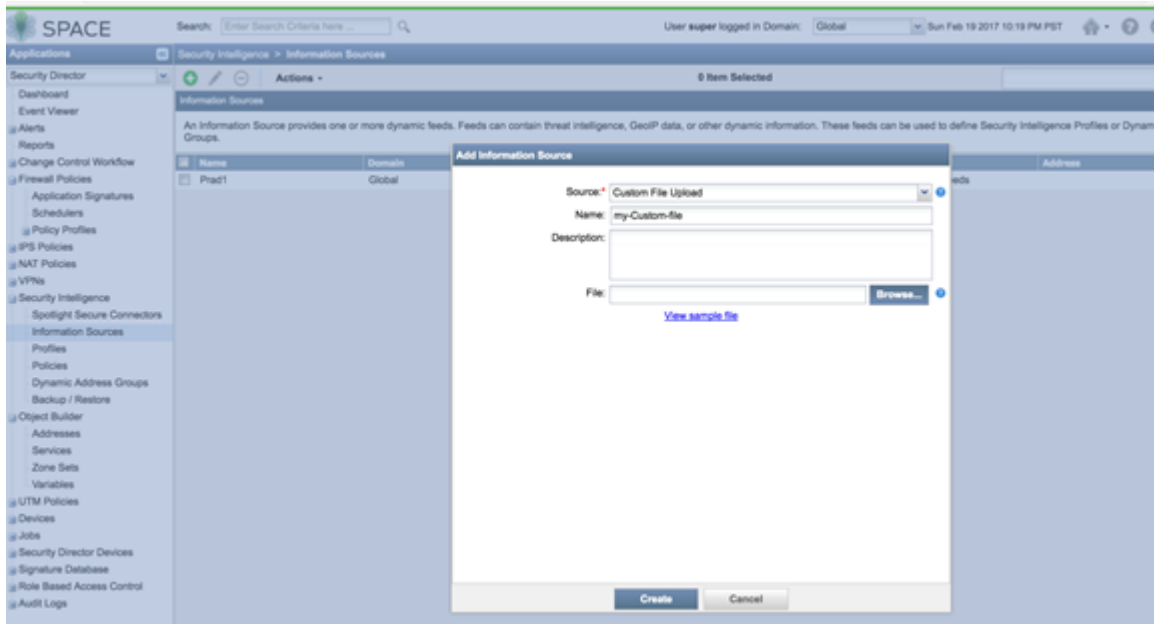 SPACE
Search: Enter Search Criteria here ...
User super logged in Domain: Global
Sun Feb 19 2017 10:19 PM PST
Applications
Security Intelligence > Information Sources
Security Director
Actions
0 Item Selected
Dashboard
Event Viewer
Alerts
Reports
Change Control Workflow
Firewall Policies
Application Signatures
Schedulers
Policy Profiles
IPS Policies
NAT Policies
VPNs
Security Intelligence
Spotlight Secure Connectors
Information Sources
Profiles
Policies
Dynamic Address Groups
Backup / Restore
Object Builder
Addresses
Services
Zone Sets
Variables
UTM Policies
Devices
Jobs
Security Director Devices
Signature Database
Role Based Access Control
Audit Logs
Information Sources
An Information Source provides one or more dynamic feeds. Feeds can contain threat intelligence, GeoIP data, or other dynamic information. These feeds can be used to define Security Intelligence Profiles or Dynam
Groups.
Name Domain Address
Prad1 Global eeds
Add Information Source
Source:* Custom File Upload
Name: my-Custom-file
Description:
File: Browse...
View sample file
Create Cancel